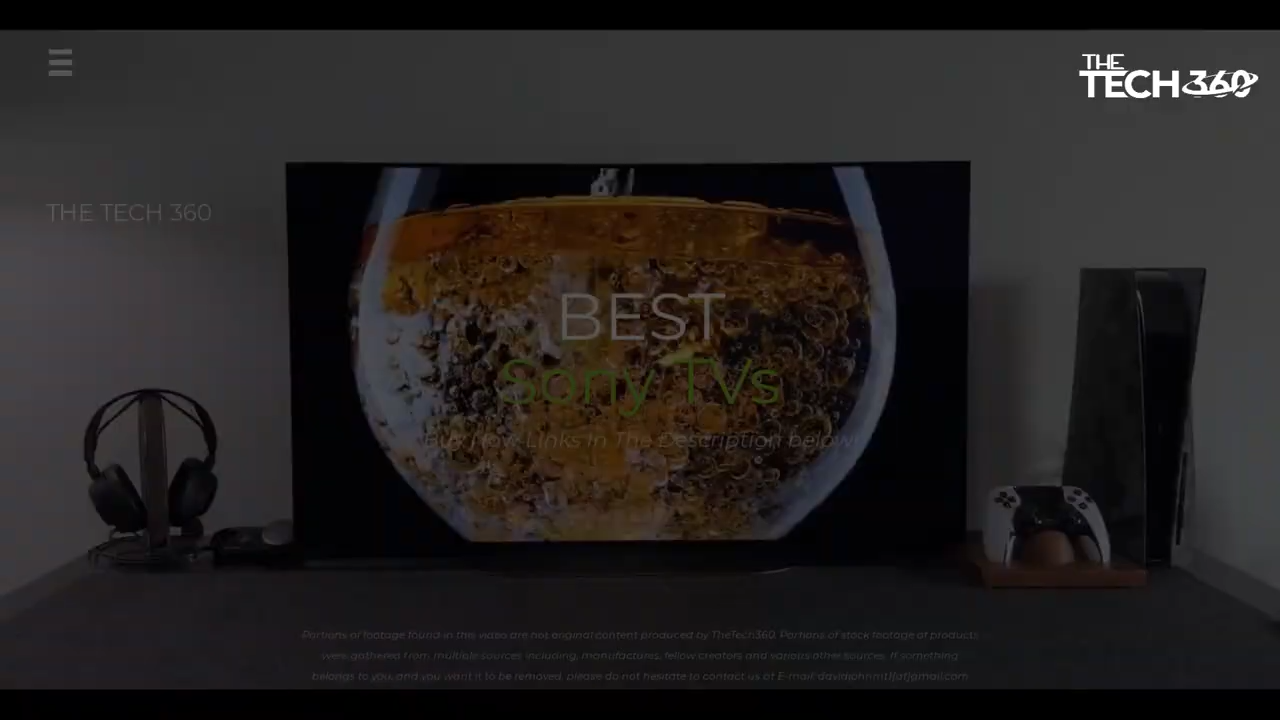 THE
TECH 360
THE TECH 360
BEST
Sony TVs
Buy Now Links In The Description below!
Portions of footage found in this video are not original content produced by TheTech360. Portions of stock footage of products
were gathered from multiple sources including, manufactures, fellow creators and various other sources. If something
belongs to you, and you want it to be removed, please do not hesitate to contact us at E-mail: